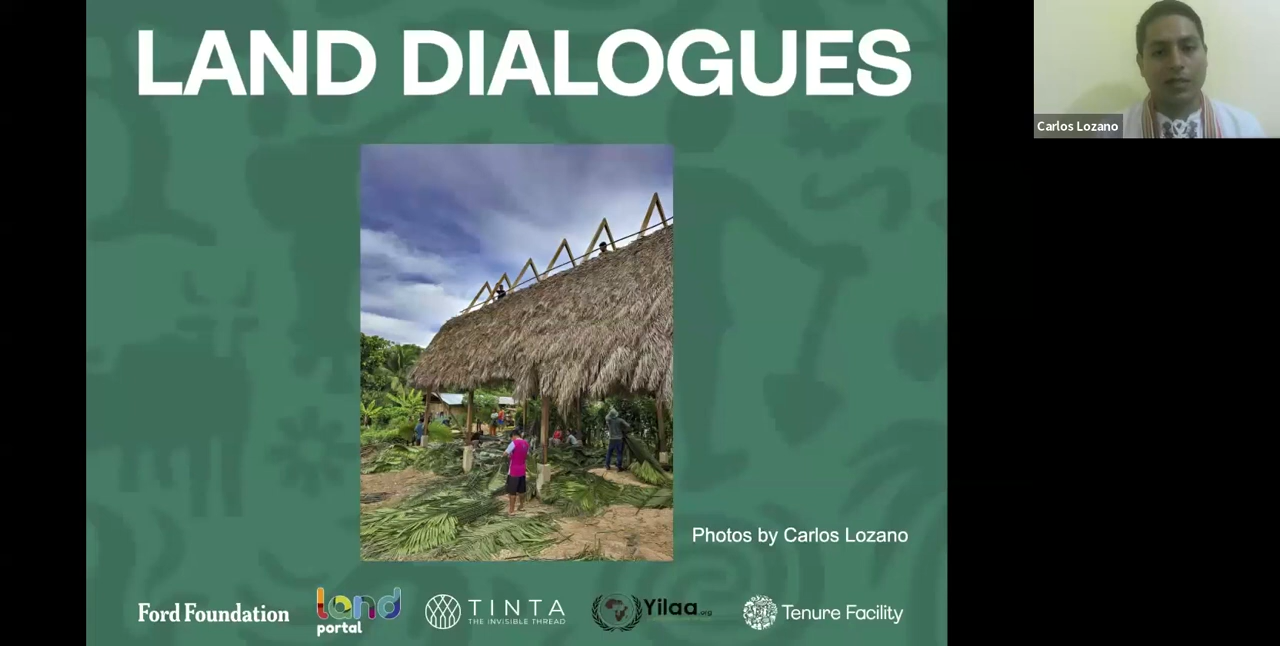 LAND DIALOGUES
Carlos Lozano
Photos by Carlos Lozano
Ford Foundation
land
portal
TINTA
THE INVISIBLE THREAD
Yilaa.org
Tenure Facility